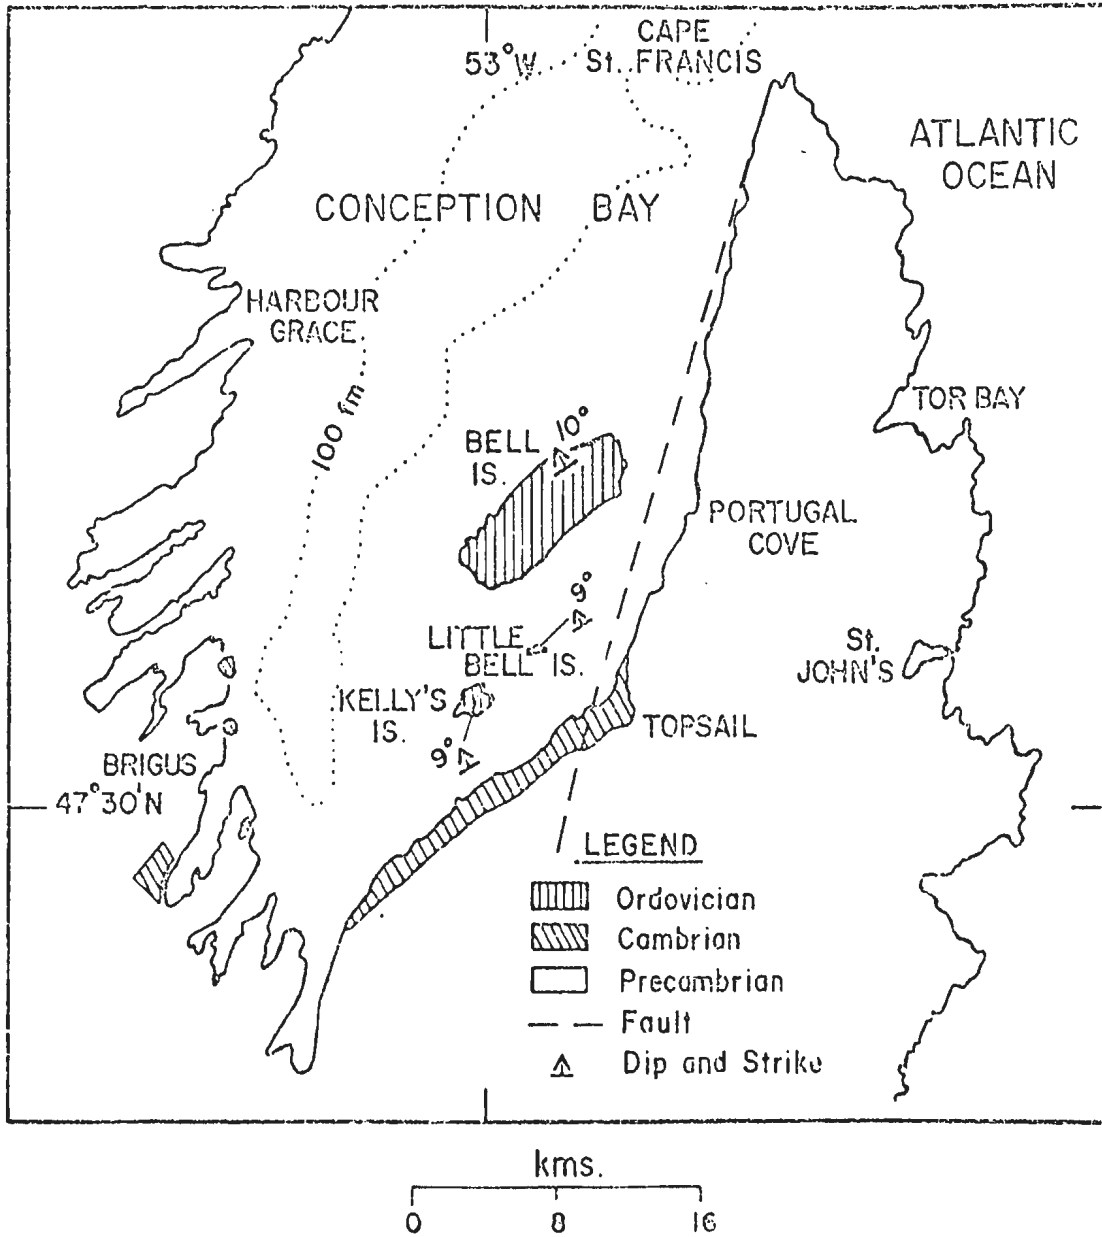 CAPE
St. FRANCIS
53°W
ATLANTIC
OCEAN
CONCEPTION BAY
HARBOUR
GRACE
100 fm
TOR BAY
BELL
IS.
10°
PORTUGAL
COVE
9°
LITTLE
BELL IS.
St.
JOHN'S
KELLY'S
IS.
9°
TOPSAIL
BRIGUS
47°30'N
LEGEND
Ordovician
Cambrian
Precambrian
Fault
Dip and Strike
kms.
0 8 16